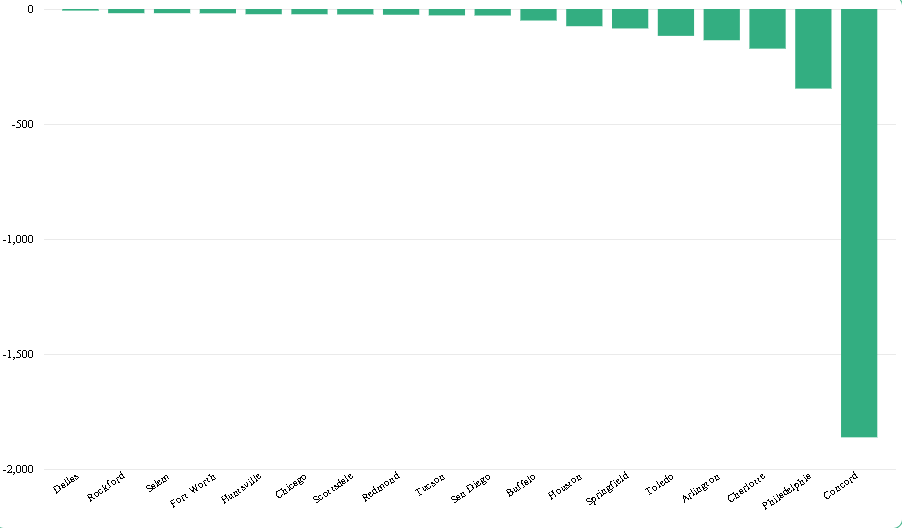 0
-500
-1,000
-1,500
-2,000
Dallas
Rockford
Salem
Fort Worth
Huntsville
Chicago
Scottsdale
Redmond
Tucson
San Diego
Buffalo
Houston
Springfield
Toledo
Arlington
Charlotte
Philadelphia
Concord